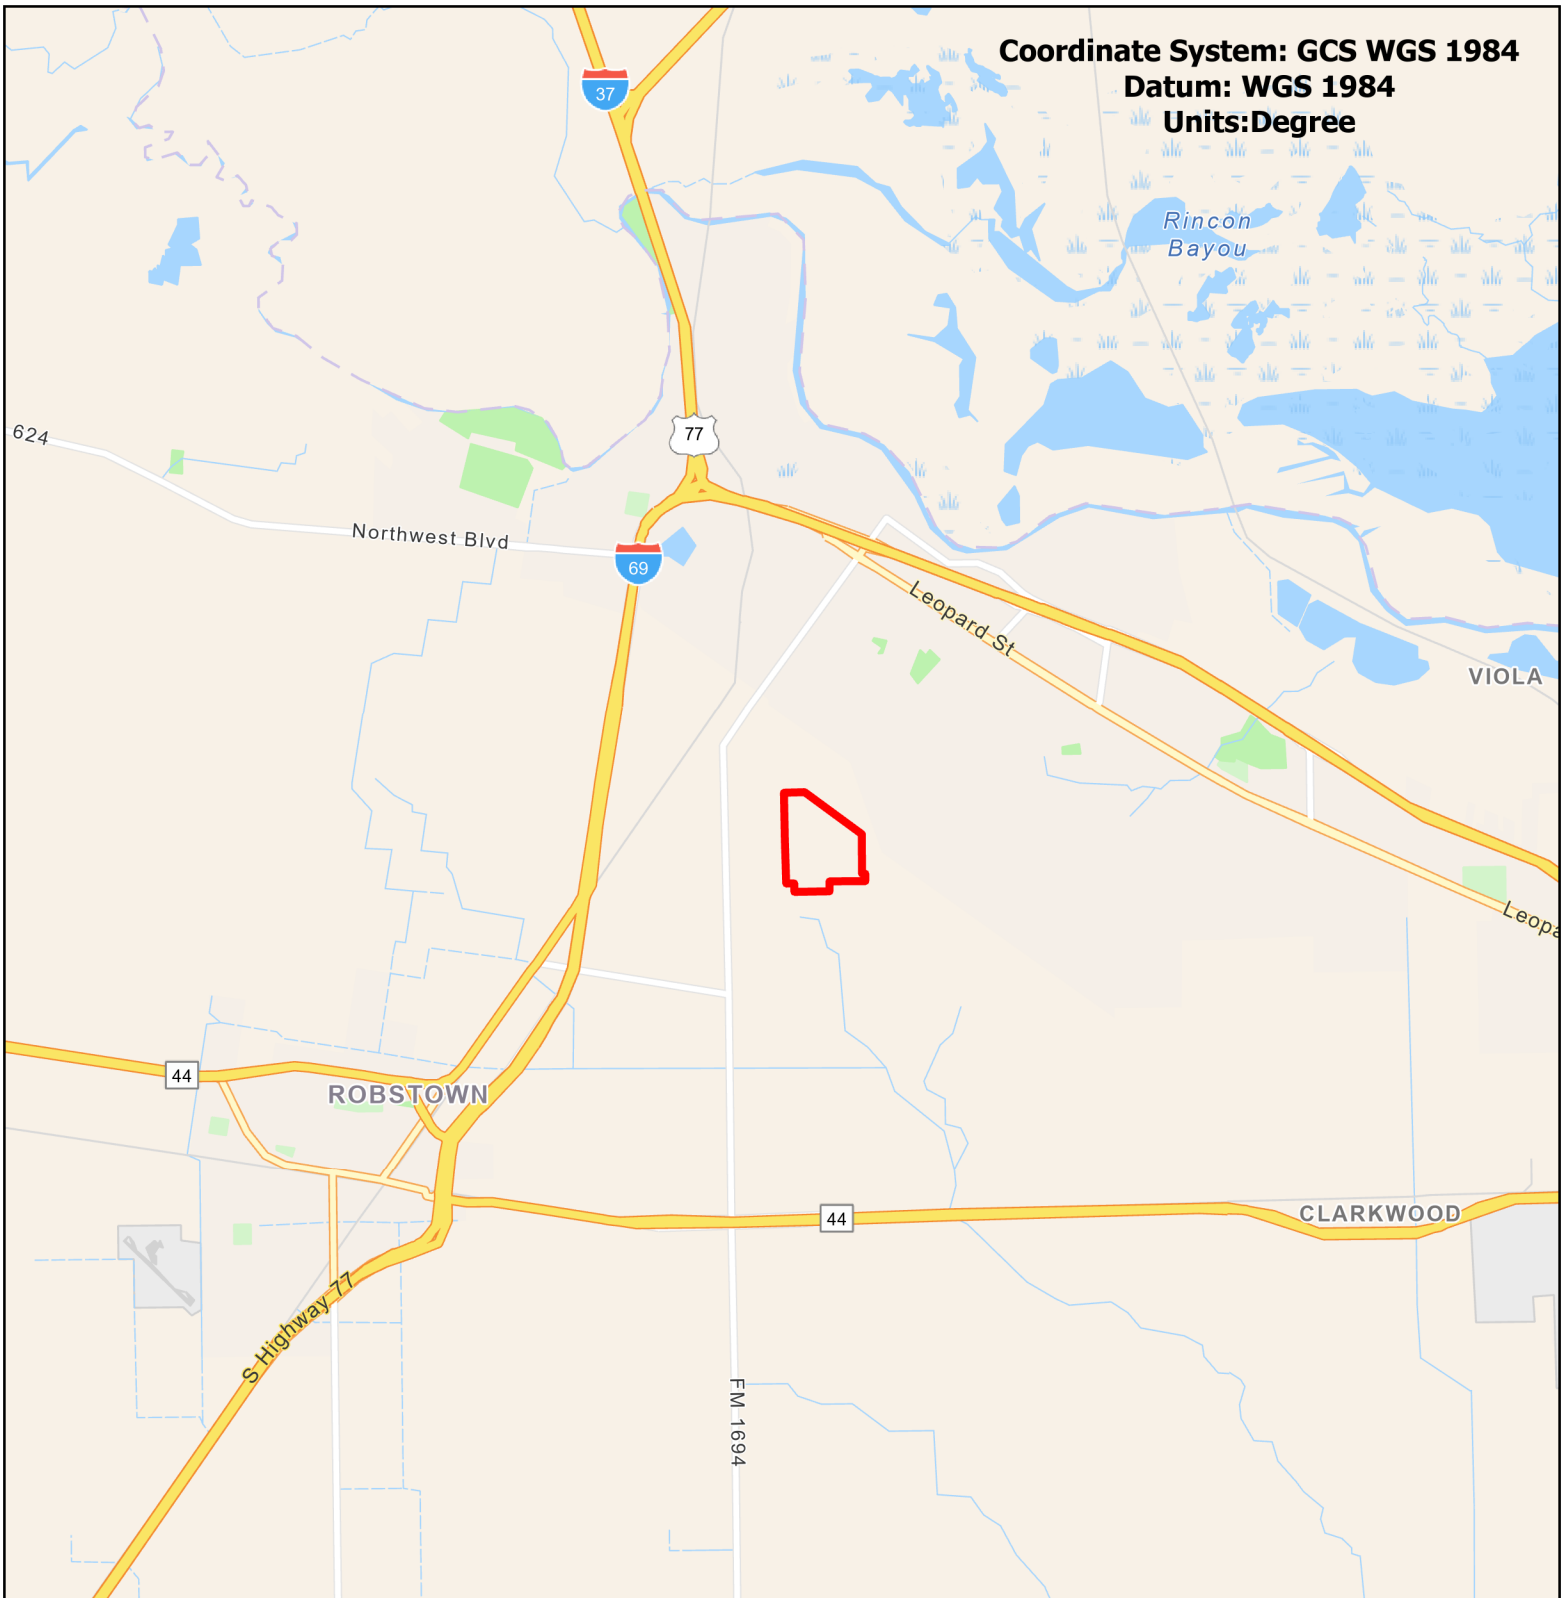 Coordinate System: GCS WGS 1984
Datum: WGS 1984
Units:Degree
37
Rincon
Bayou
77
624
Northwest Blvd
69
Leopard St
VIOLA
Leopa
44
ROBSTOWN
44
CLARKWOOD
S Highway 77
FM 1694